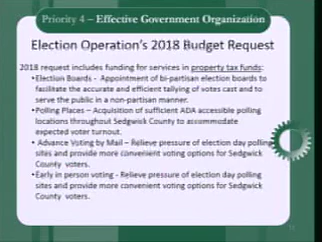 Priority 4 – Effective Government Organization
Election Operation's 2018 Budget Request
2018 request includes funding for services in property tax funds:
•Election Boards - Appointment of bi-partisan election boards to
facilitate the accurate and efficient tallying of votes cast and to
serve the public in a non-partisan manner.
•Polling Places – Acquisition of sufficient ADA accessible polling
locations throughout Sedgwick County to accommodate
expected voter turnout.
• Advance Voting by Mail – Relieve pressure of election day polling
sites and provide more convenient voting options for Sedgwick
County voters.
•Early in person voting - Relieve pressure of election day polling
sites and provide more convenient voting options for Sedgwick
County voters.